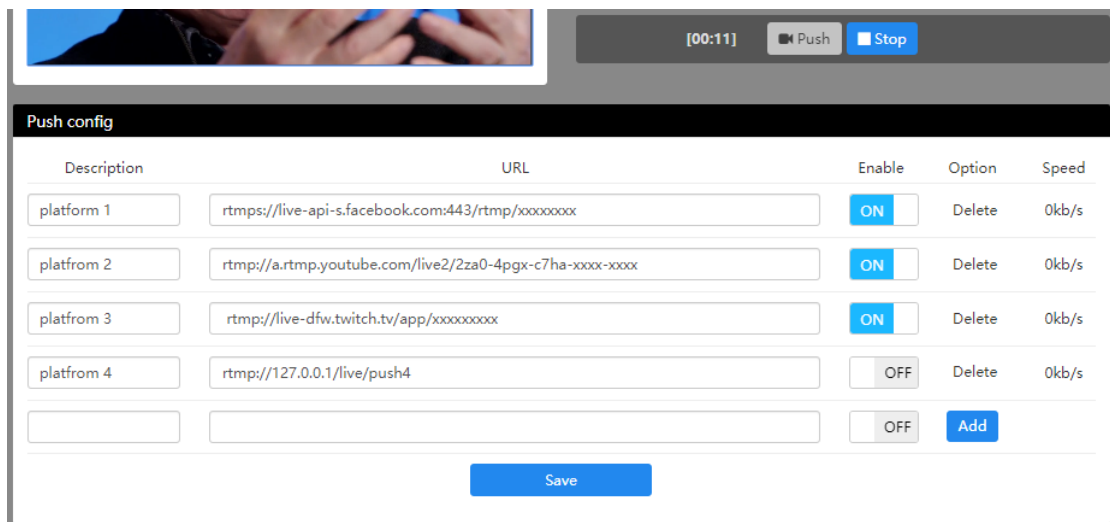 [00:11] Push Stop
Push config
Description URL Enable Option Speed
platform 1 rtmps://live-api-s.facebook.com:443/rtmp/xxxxxxxx ON Delete 0kb/s
platfrom 2 rtmp://a.rtmp.youtube.com/live2/2za0-4pgx-c7ha-xxxx-xxxx ON Delete 0kb/s
platfrom 3 rtmp://live-dfw.twitch.tv/app/xxxxxxxxx ON Delete 0kb/s
platfrom 4 rtmp://127.0.0.1/live/push4 OFF Delete 0kb/s
OFF Add
Save